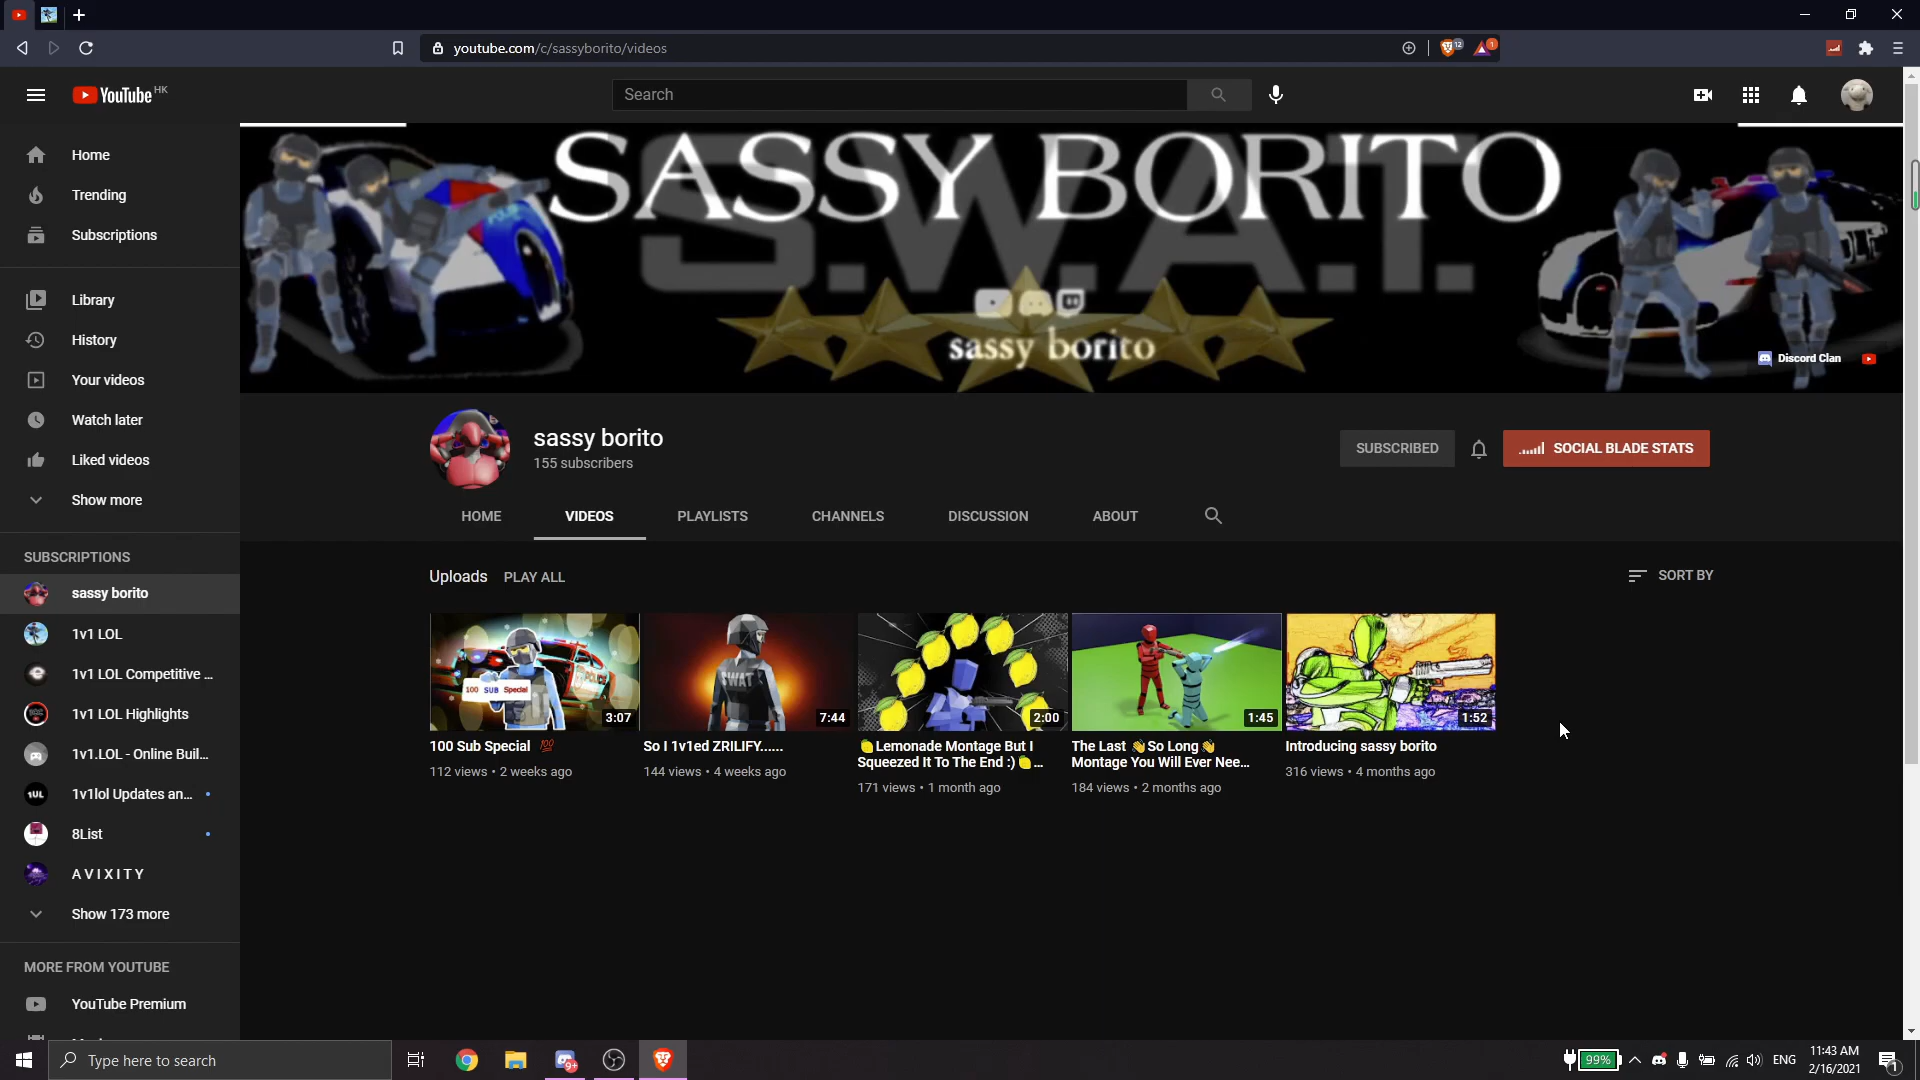 youtube.com/c/sassyborito/videos
12
1
YouTube HK
Search
Home
Trending
Subscriptions
Library
History
Your videos
Watch later
Liked videos
Show more
SUBSCRIPTIONS
sassy borito
1v1 LOL
1v1 LOL Competitive ...
1v1 LOL Highlights
1v1.LOL - Online Buil...
1UL
1v1lol Updates an...
8List
A V I X I T Y
Show 173 more
MORE FROM YOUTUBE
YouTube Premium
SASSY BORITO
S.W.A.T.
sassy borito
Discord Clan
sassy borito
155 subscribers
SUBSCRIBED
SOCIAL BLADE STATS
HOME
VIDEOS
PLAYLISTS
CHANNELS
DISCUSSION
ABOUT
Uploads
PLAY ALL
SORT BY
100 SUB Special
POLICE
3:07
SWAT
7:44
2:00
1:45
1:52
100 Sub Special 💯
112 views • 2 weeks ago
So I 1v1ed ZRILIFY......
144 views • 4 weeks ago
🍋Lemonade Montage But I
Squeezed It To The End :)🍋...
171 views • 1 month ago
The Last 👋So Long👋
Montage You Will Ever Nee...
184 views • 2 months ago
Introducing sassy borito
316 views • 4 months ago
Type here to search
9+
99%
ENG
11:43 AM
2/16/2021
1